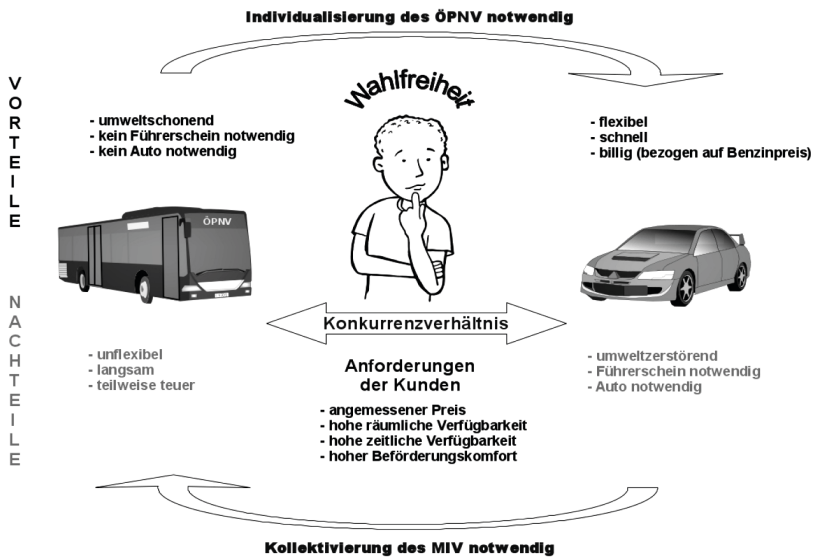 Individualisierung des ÖPNV notwendig
VORTEILE
Wahlfreiheit
- umweltschonend
- kein Führerschein notwendig
- kein Auto notwendig
- flexibel
- schnell
- billig (bezogen auf Benzinpreis)
ÖPNV
NACHTEILE
Konkurrenzverhältnis
- unflexibel
- langsam
- teilweise teuer
Anforderungen
der Kunden
- angemessener Preis
- hohe räumliche Verfügbarkeit
- hohe zeitliche Verfügbarkeit
- hoher Beförderungskomfort
- umweltzerstörend
- Führerschein notwendig
- Auto notwendig
Kollektivierung des MIV notwendig